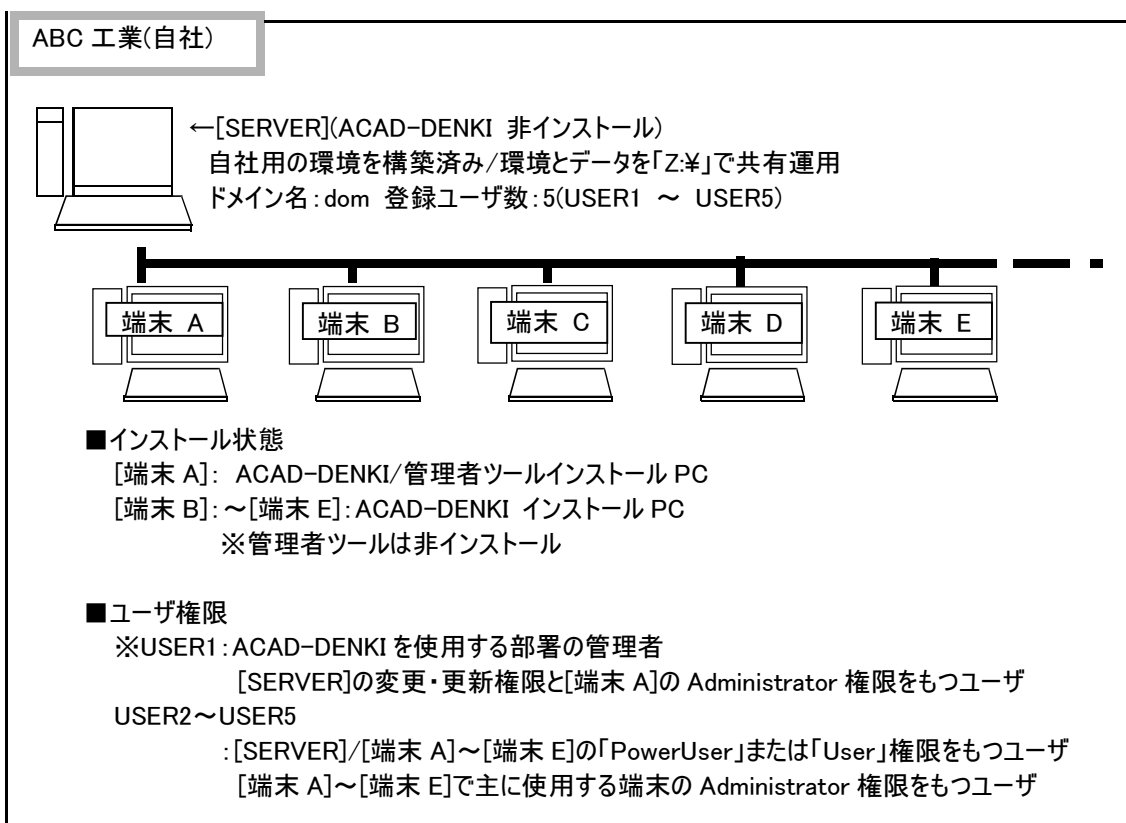 ABC 工業(自社)
←[SERVER](ACAD-DENKI 非インストール)
自社用の環境を構築済み/環境とデータを「Z:¥」で共有運用
ドメイン名:dom 登録ユーザ数:5(USER1 ~ USER5)
端末 A
端末 B
端末 C
端末 D
端末 E
■インストール状態
[端末 A]: ACAD-DENKI/管理者ツールインストール PC
[端末 B]:~[端末 E]:ACAD-DENKI インストール PC
※管理者ツールは非インストール
■ユーザ権限
※USER1:ACAD-DENKI を使用する部署の管理者
[SERVER]の変更・更新権限と[端末 A]の Administrator 権限をもつユーザ
USER2~USER5
:[SERVER]/[端末 A]~[端末 E]の「PowerUser」または「User」権限をもつユーザ
[端末 A]~[端末 E]で主に使用する端末の Administrator 権限をもつユーザ